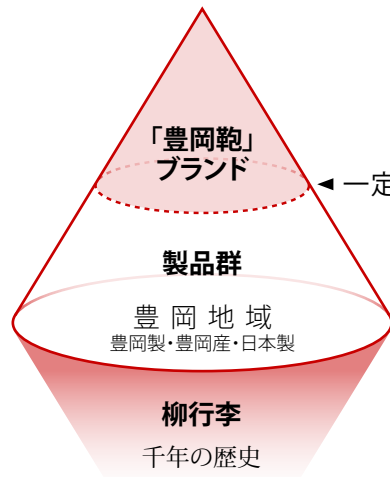 「豊岡鞄」
ブランド
◄ 一定
製品群
豊岡地域
豊岡製・豊岡産・日本製
柳行李
千年の歴史